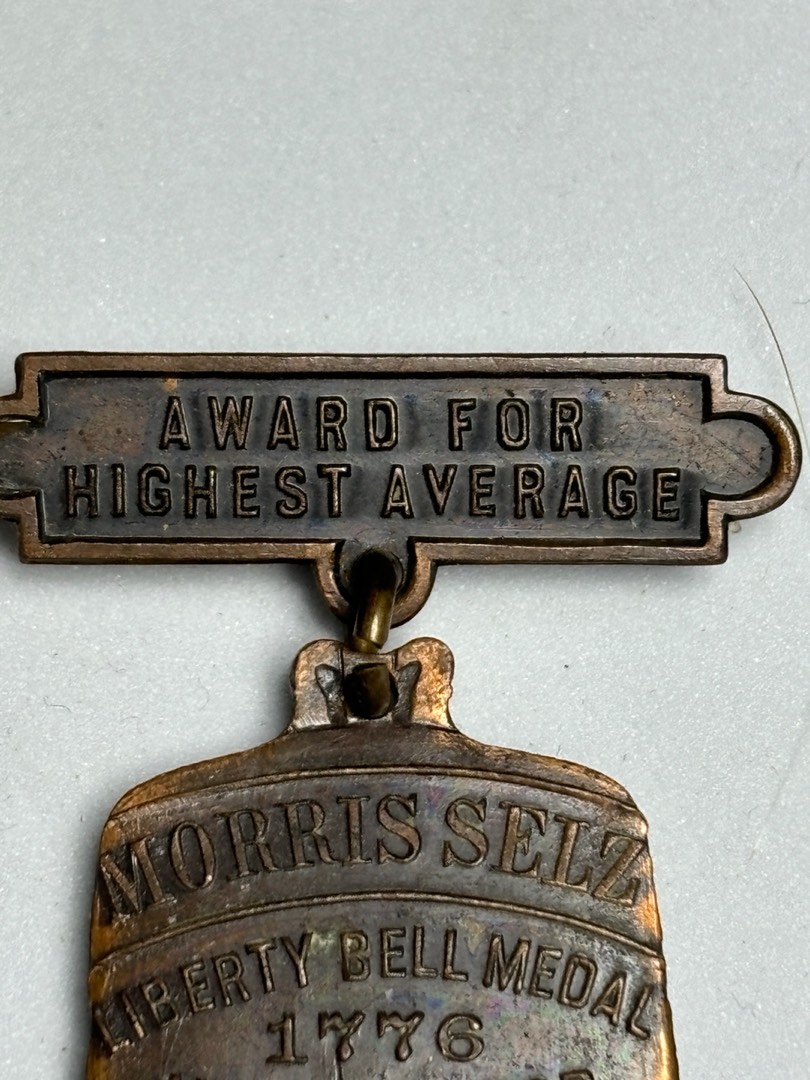 AWARD FOR
HIGHEST AVERAGE
MORRIS SELZ
LIBERTY BELL MEDAL
1776